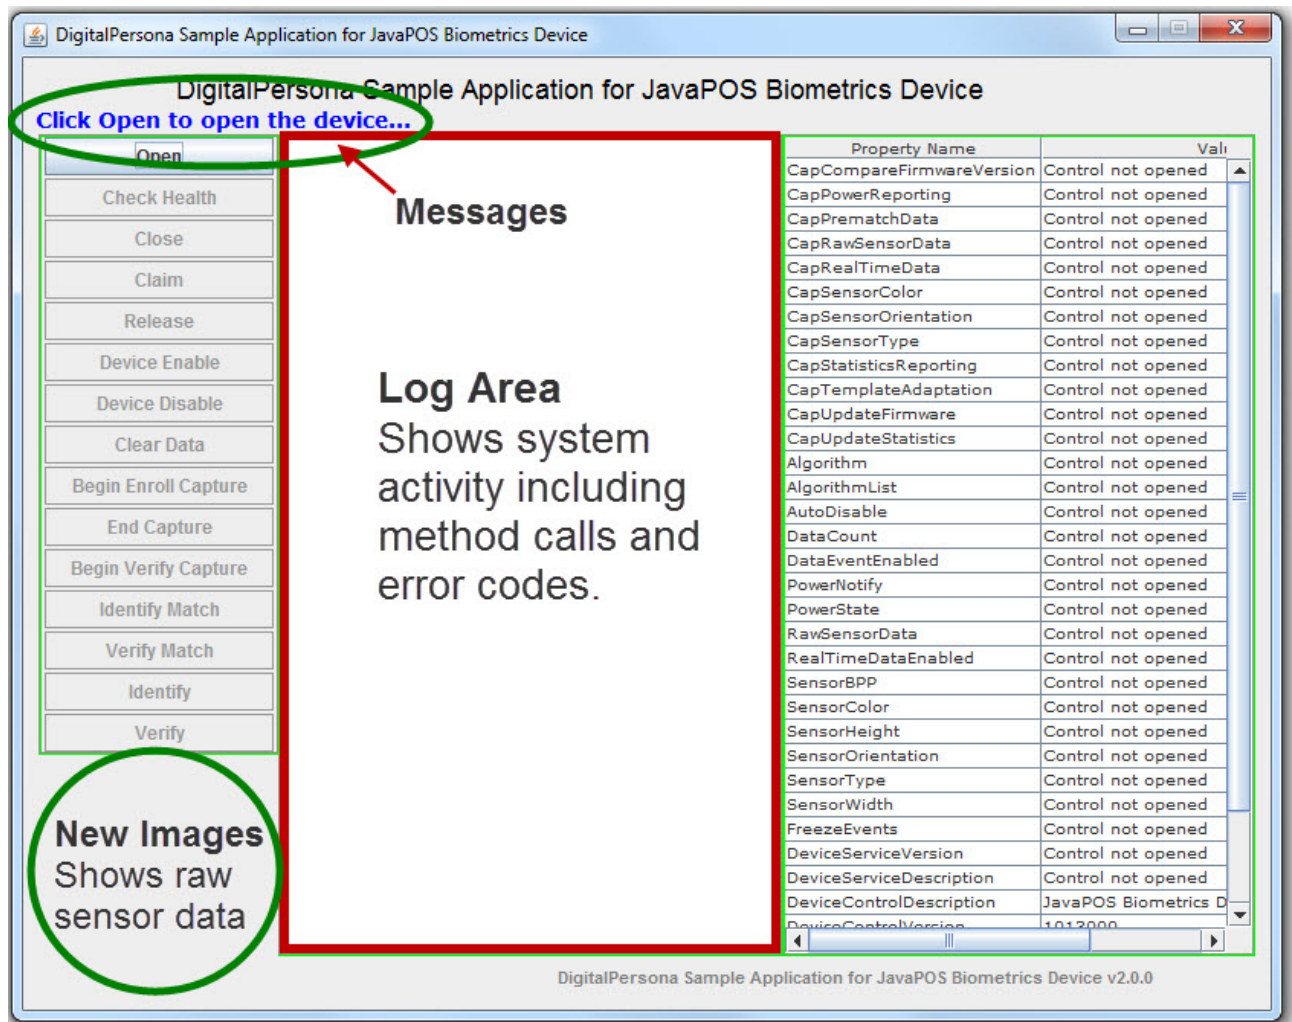 DigitalPersona Sample Application for JavaPOS Biometrics Device
DigitalPersona Sample Application for JavaPOS Biometrics Device
Click Open to open the device...
Open
Check Health
Close
Claim
Release
Device Enable
Device Disable
Clear Data
Begin Enroll Capture
End Capture
Begin Verify Capture
Identify Match
Verify Match
Identify
Verify
New Images
Shows raw
sensor data
Messages
Log Area
Shows system
activity including
method calls and
error codes.
Property Name Valu
CapCompareFirmwareVersion Control not opened
CapPowerReporting Control not opened
CapPrematchData Control not opened
CapRawSensorData Control not opened
CapRealTimeData Control not opened
CapSensorColor Control not opened
CapSensorOrientation Control not opened
CapSensorType Control not opened
CapStatisticsReporting Control not opened
CapTemplateAdaptation Control not opened
CapUpdateFirmware Control not opened
CapUpdateStatistics Control not opened
Algorithm Control not opened
AlgorithmList Control not opened
AutoDisable Control not opened
DataCount Control not opened
DataEventEnabled Control not opened
PowerNotify Control not opened
PowerState Control not opened
RawSensorData Control not opened
RealTimeDataEnabled Control not opened
SensorBPP Control not opened
SensorColor Control not opened
SensorHeight Control not opened
SensorOrientation Control not opened
SensorType Control not opened
SensorWidth Control not opened
FreezeEvents Control not opened
DeviceServiceVersion Control not opened
DeviceServiceDescription Control not opened
DeviceControlDescription JavaPOS Biometrics D
DeviceControlVersion 1013000
DigitalPersona Sample Application for JavaPOS Biometrics Device v2.0.0